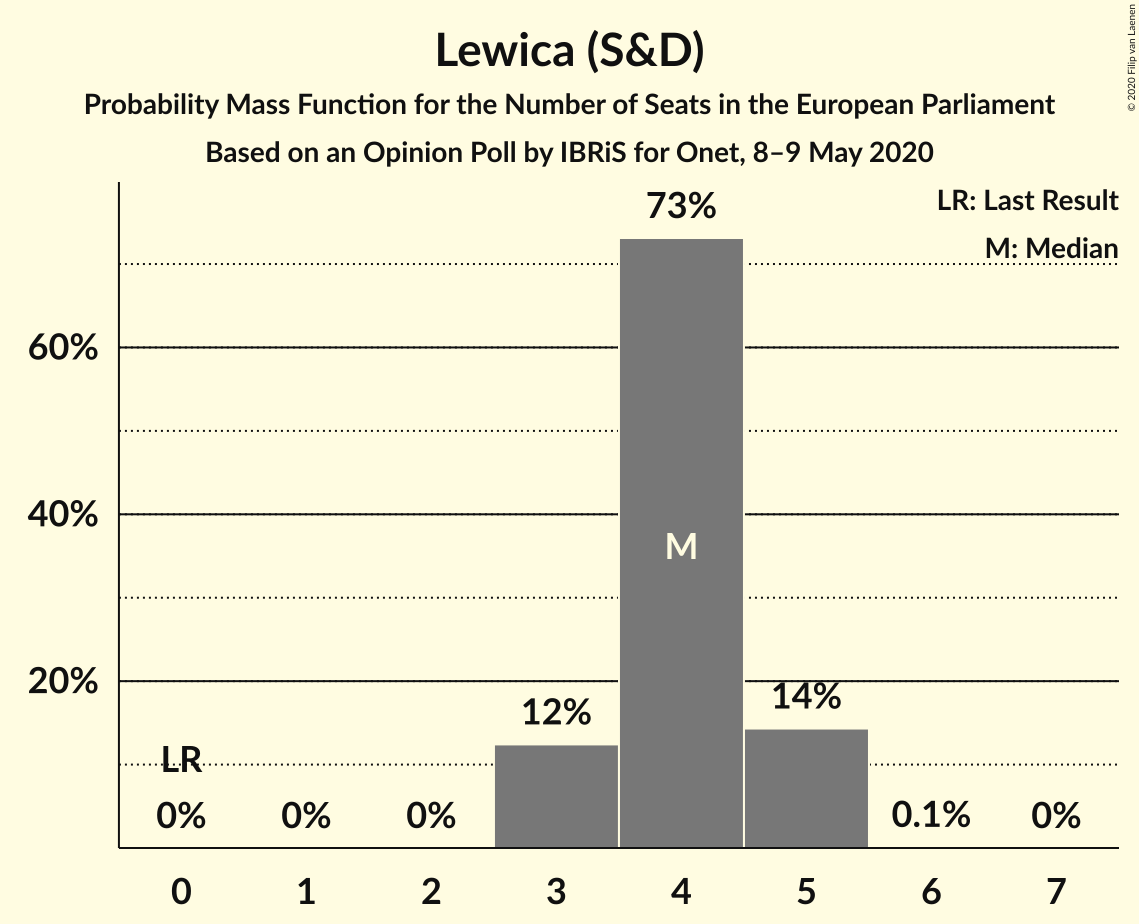 Lewica (S&D)
Probability Mass Function for the Number of Seats in the European Parliament
Based on an Opinion Poll by IBRiS for Onet, 8–9 May 2020
© 2020 Filip van Laenen
LR: Last Result
M: Median
73%
60%
40%
M
20%
12%
14%
LR
0%
0%
0%
0.1%
0%
0 1 2 3 4 5 6 7